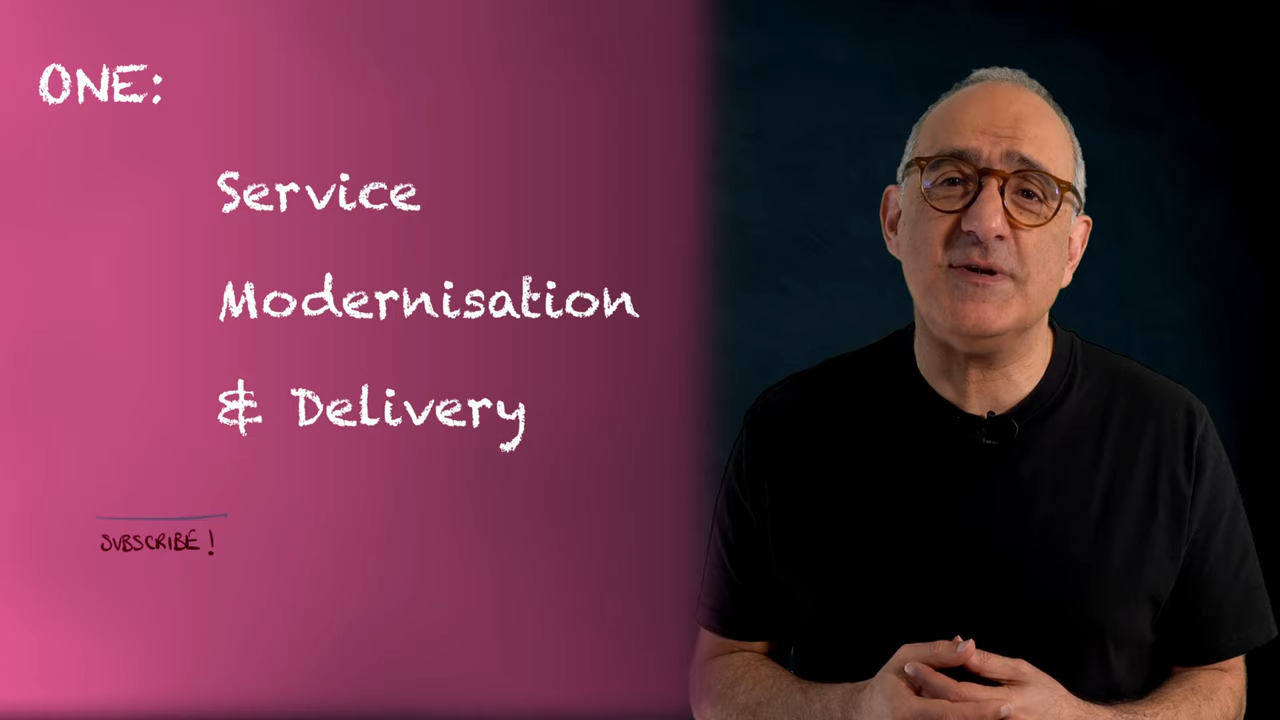 ONE:
Service
Modernisation
& Delivery
SUBSCRIBE!